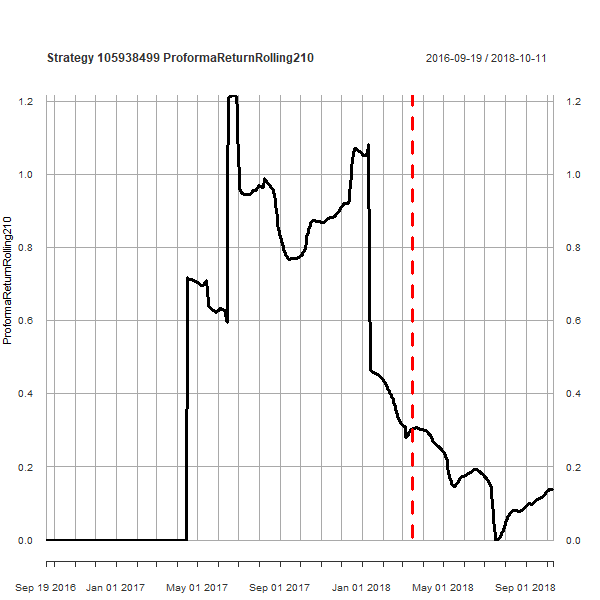 Strategy 105938499 ProformaReturnRolling210
2016-09-19 / 2018-10-11
1.2
1.2
1.0
1.0
0.8
0.8
0.6
0.6
0.4
0.4
0.2
0.2
0.0
0.0
ProformaReturnRolling210
Sep 19 2016
Jan 01 2017
May 01 2017
Sep 01 2017
Jan 01 2018
May 01 2018
Sep 01 2018